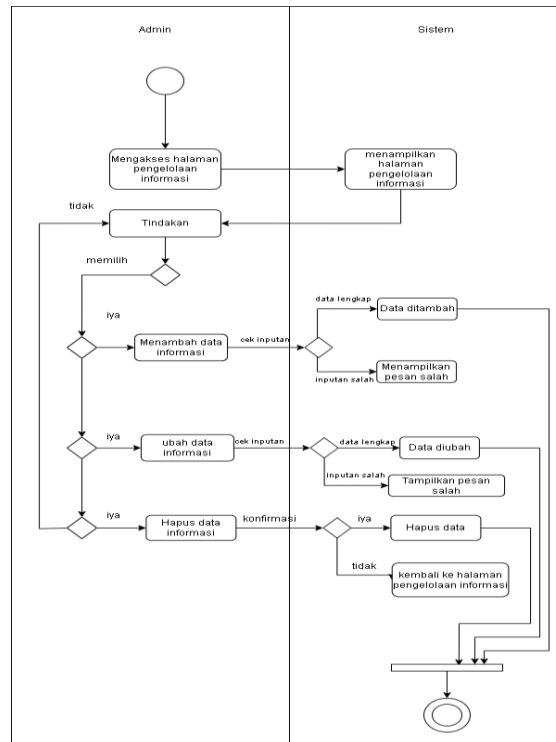 Admin
Sistem
Mengakses halaman
pengelolaan
informasi
menampilkan
halaman
pengelolaan
informasi
tidak
Tindakan
memilih
iya
Menambah data
informasi
cek inputan
data lengkap
Data ditambah
inputan salah
Menampilkan
pesan salah
iya
ubah data
informasi
cek inputan
data lengkap
Data diubah
inputan salah
Tampilkan pesan
salah
iya
Hapus data
informasi
konfirmasi
iya
Hapus data
tidak
kembali ke halaman
pengelolaan informasi